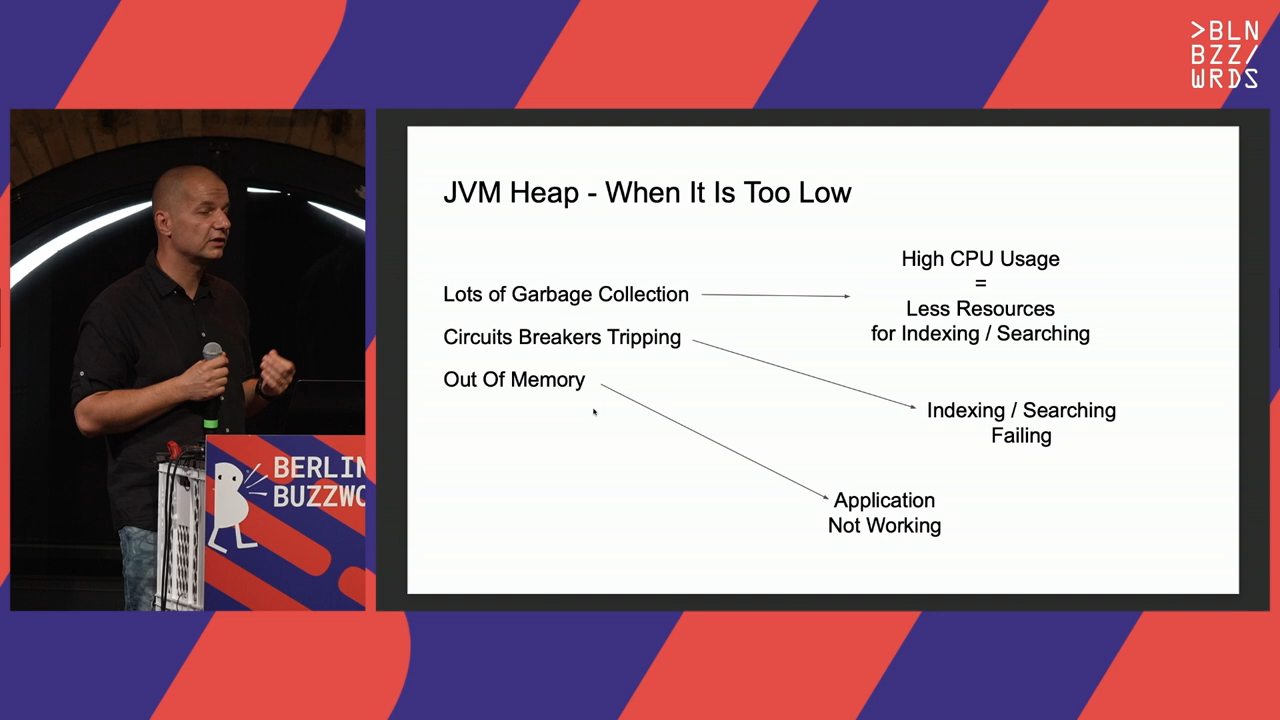 >BLN
BZZ/
WRDS
JVM Heap - When It Is Too Low
Lots of Garbage Collection
Circuits Breakers Tripping
Out Of Memory
High CPU Usage
=
Less Resources
for Indexing / Searching
Indexing / Searching
Failing
Application
Not Working
BERLIN
BUZZWO